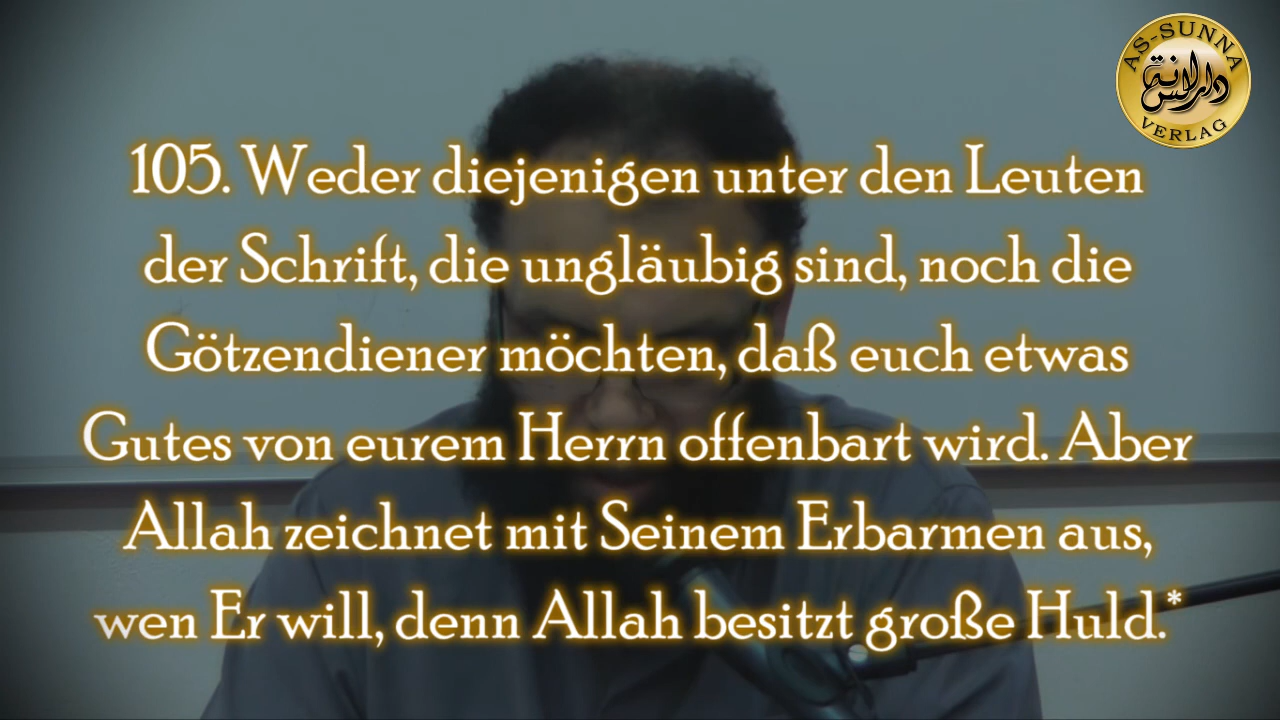 AS-SUNNA
دار السنة
VERLAG
105. Weder diejenigen unter den Leuten
der Schrift, die ungläubig sind, noch die
Götzendiener möchten, daß euch etwas
Gutes von eurem Herrn offenbart wird. Aber
Allah zeichnet mit Seinem Erbarmen aus,
wen Er will, denn Allah besitzt große Huld.*